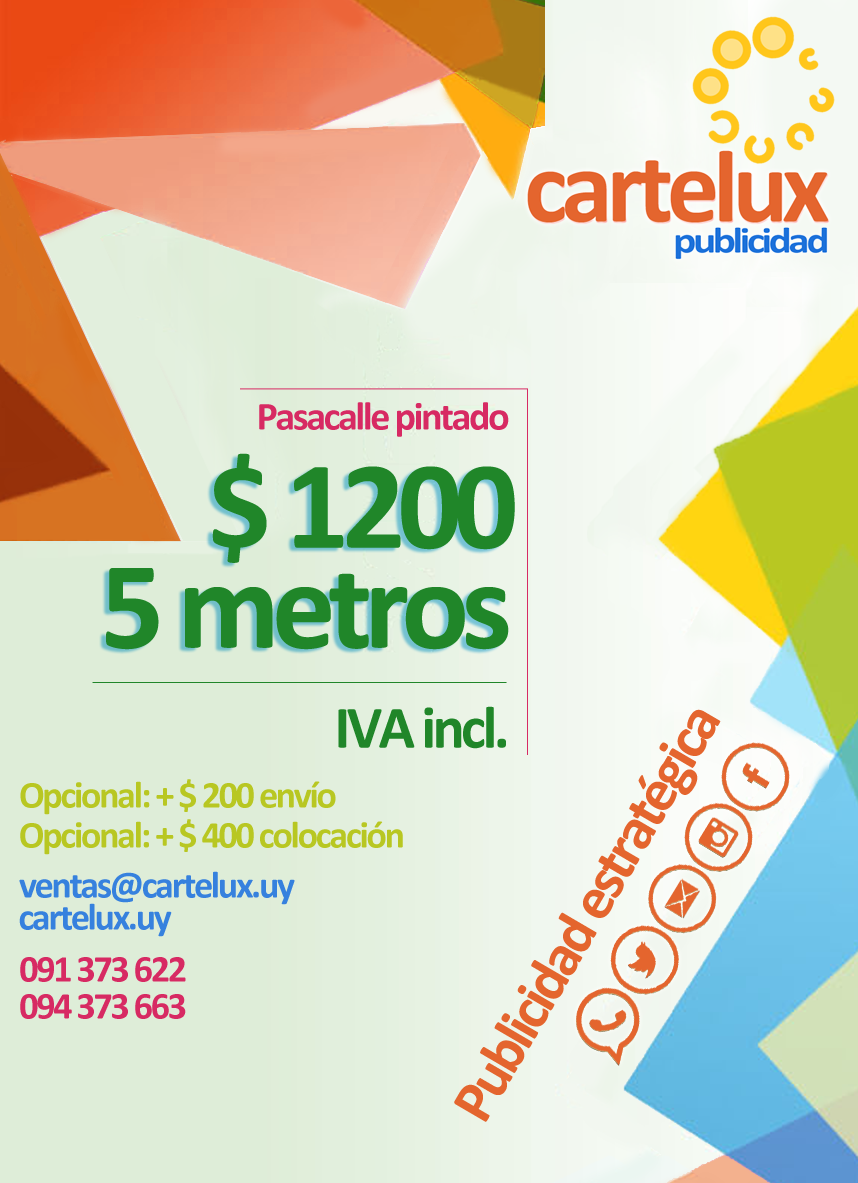 cartelux
publicidad
Pasacalle pintado
$ 1200
5 metros
IVA incl.
Opcional: + $ 200 envío
Opcional: + $ 400 colocación
ventas@cartelux.uy
cartelux.uy
091 373 622
094 373 663
Publicidad estratégica